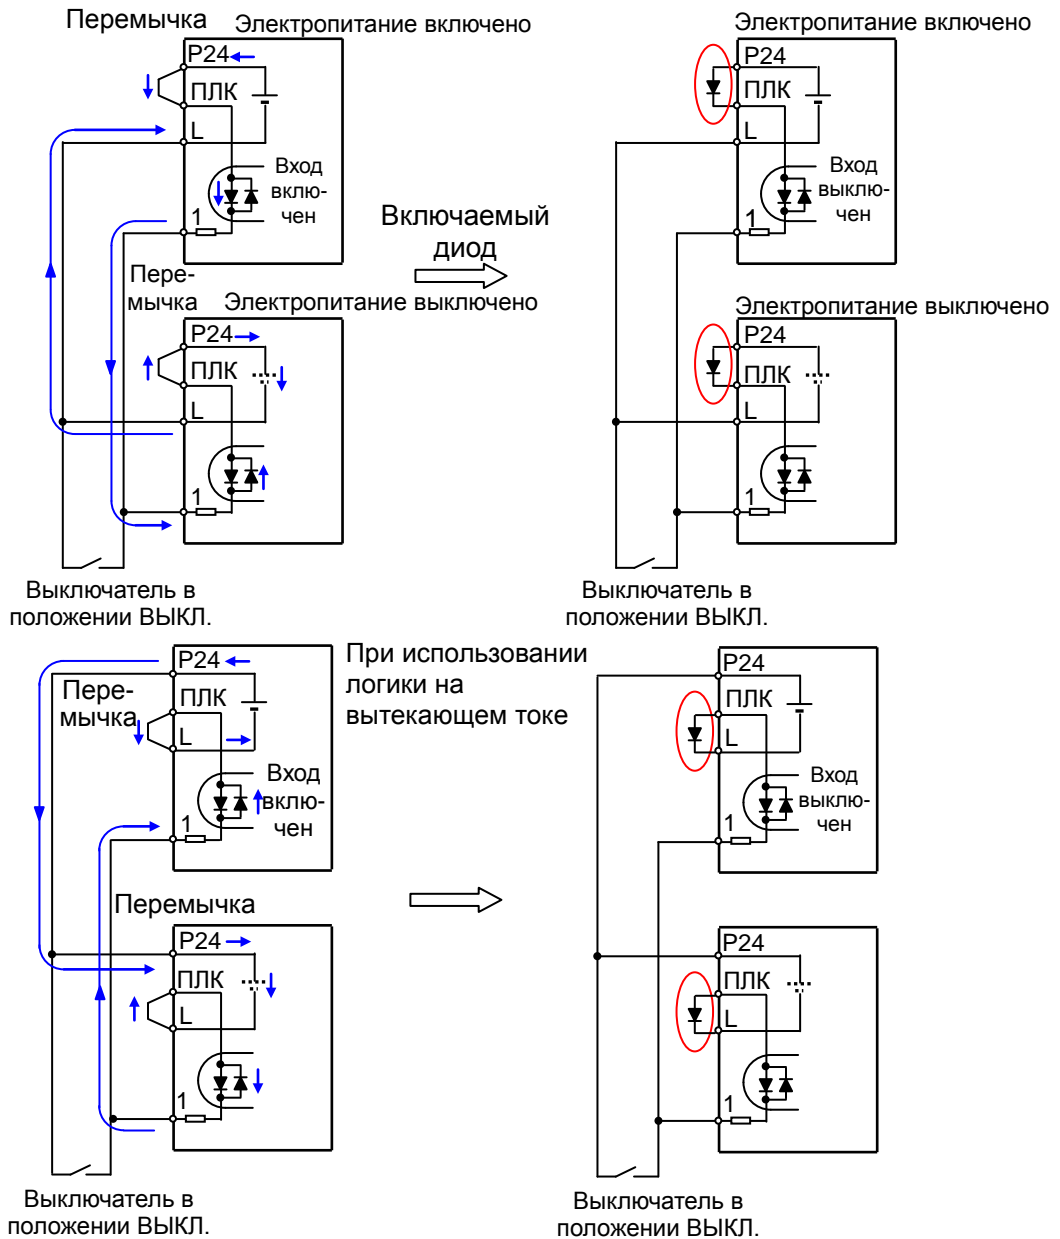 Перемычка
Электропитание включено
P24
ПЛК
L
Вход
вклю-
чен
1
Пере-
мычка
Электропитание выключено
P24
ПЛК
L
1
Выключатель в
положении ВЫКЛ.
Включаемый
диод
Электропитание включено
P24
ПЛК
L
Вход
выклю-
чен
1
Электропитание выключено
P24
ПЛК
L
1
Выключатель в
положении ВЫКЛ.
P24
Пере-
мычка
ПЛК
L
Вход
вклю-
чен
1
Перемычка
P24
ПЛК
L
1
Выключатель в
положении ВЫКЛ.
При использовании
логики на
вытекающем токе
P24
ПЛК
L
Вход
выклю-
чен
1
P24
ПЛК
L
1
Выключатель в
положении ВЫКЛ.